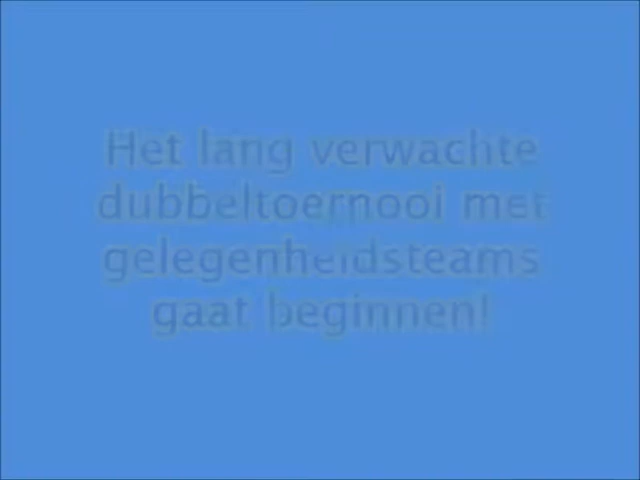 Het lang verwachte
dubbeltoernooi met
gelegenheidsteams
gaat beginnen!